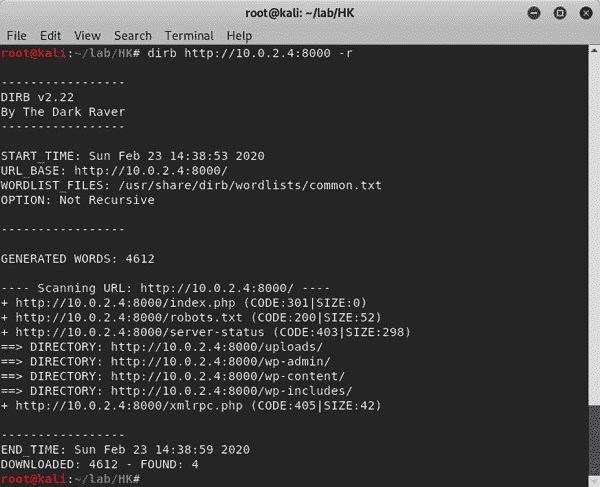 root@kali: ~/lab/HK
File Edit View Search Terminal Help
root@kali:~/lab/HK# dirb http://10.0.2.4:8000 -r
-----------------
DIRB v2.22
By The Dark Raver
-----------------
START_TIME: Sun Feb 23 14:38:53 2020
URL_BASE: http://10.0.2.4:8000/
WORDLIST_FILES: /usr/share/dirb/wordlists/common.txt
OPTION: Not Recursive
-----------------
GENERATED WORDS: 4612
---- Scanning URL: http://10.0.2.4:8000/ ----
+ http://10.0.2.4:8000/index.php (CODE:301|SIZE:0)
+ http://10.0.2.4:8000/robots.txt (CODE:200|SIZE:52)
+ http://10.0.2.4:8000/server-status (CODE:403|SIZE:298)
==> DIRECTORY: http://10.0.2.4:8000/uploads/
==> DIRECTORY: http://10.0.2.4:8000/wp-admin/
==> DIRECTORY: http://10.0.2.4:8000/wp-content/
==> DIRECTORY: http://10.0.2.4:8000/wp-includes/
+ http://10.0.2.4:8000/xmlrpc.php (CODE:405|SIZE:42)
-----------------
END_TIME: Sun Feb 23 14:38:59 2020
DOWNLOADED: 4612 - FOUND: 4
root@kali:~/lab/HK#